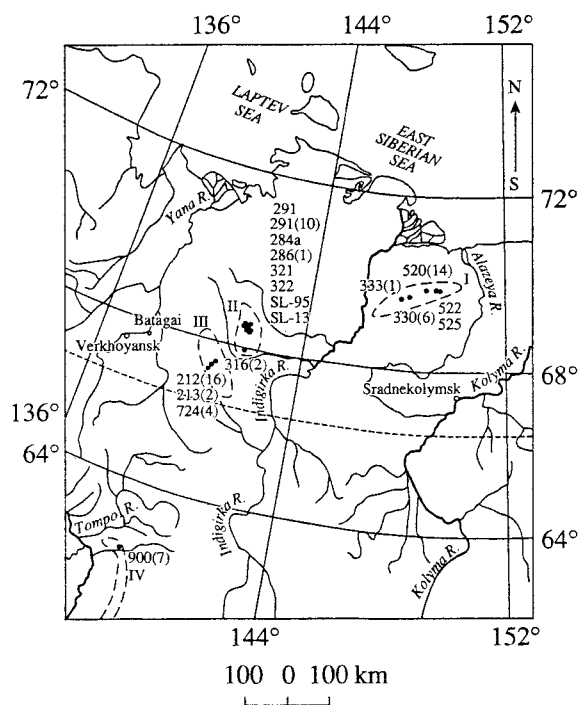 136° 144° 152°
72°
LAPTEV
SEA
EAST
SIBERIAN
SEA
N
S
72°
Yana R.
291
291(10)
284a
286(1)
321
322
SL-95
SL-13
520(14)
I
333(1)
330(6)
522
525
Alazeya R.
II
III
Batagai
Verkhoyansk
316(2)
212(16)
213(2)
724(4)
Indigirka R.
Sradnekolymsk
Kolyma R.
68°
136°
64°
Tompo R.
Indigirka R.
64°
900(7)
IV
Kolyma R.
144° 152°
100 0 100 km